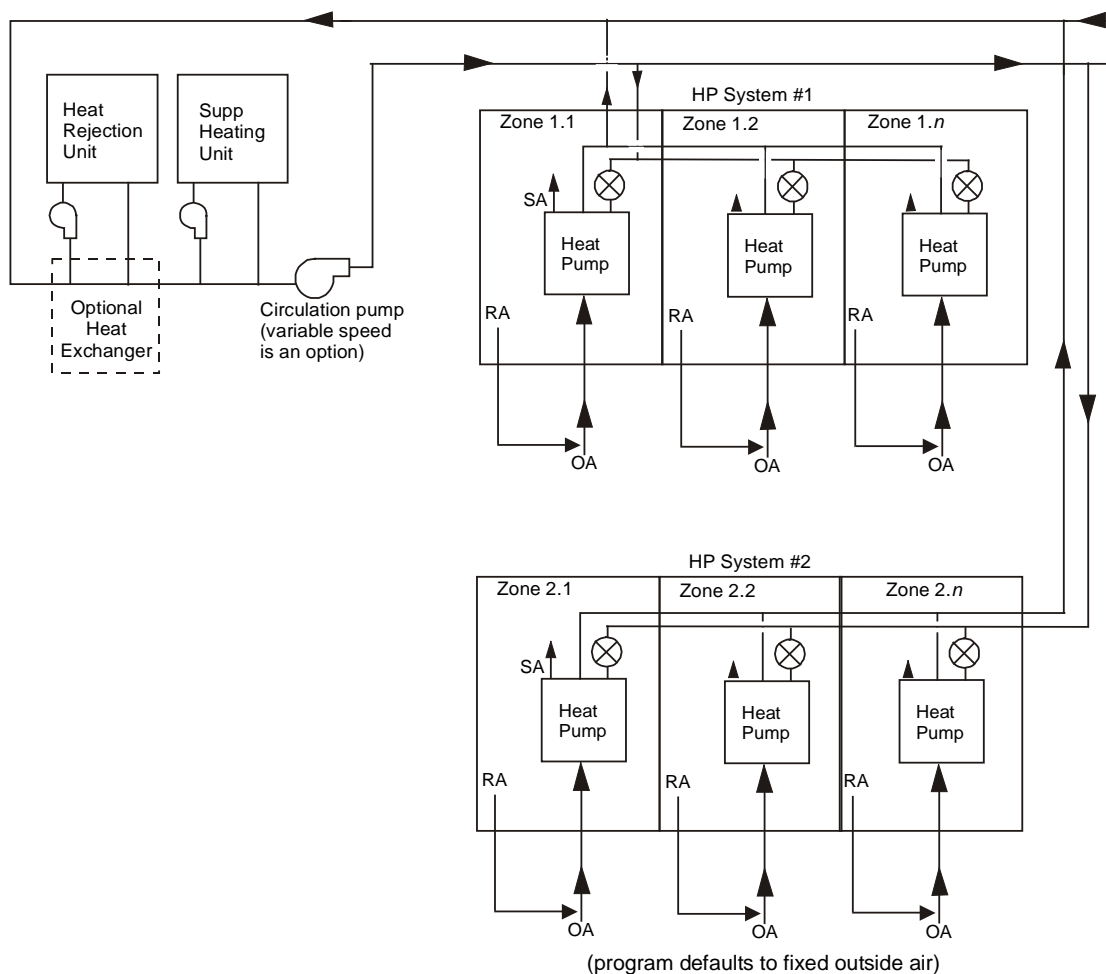 HP System #1
Zone 1.1
Zone 1.2
Zone 1.n
Heat
Rejection
Unit
Supp
Heating
Unit
SA
Heat
Pump
Heat
Pump
Heat
Pump
Optional
Heat
Exchanger
Circulation pump
(variable speed
is an option)
RA
RA
RA
OA
OA
OA
HP System #2
Zone 2.1
Zone 2.2
Zone 2.n
SA
Heat
Pump
Heat
Pump
Heat
Pump
RA
RA
RA
OA
OA
OA
(program defaults to fixed outside air)